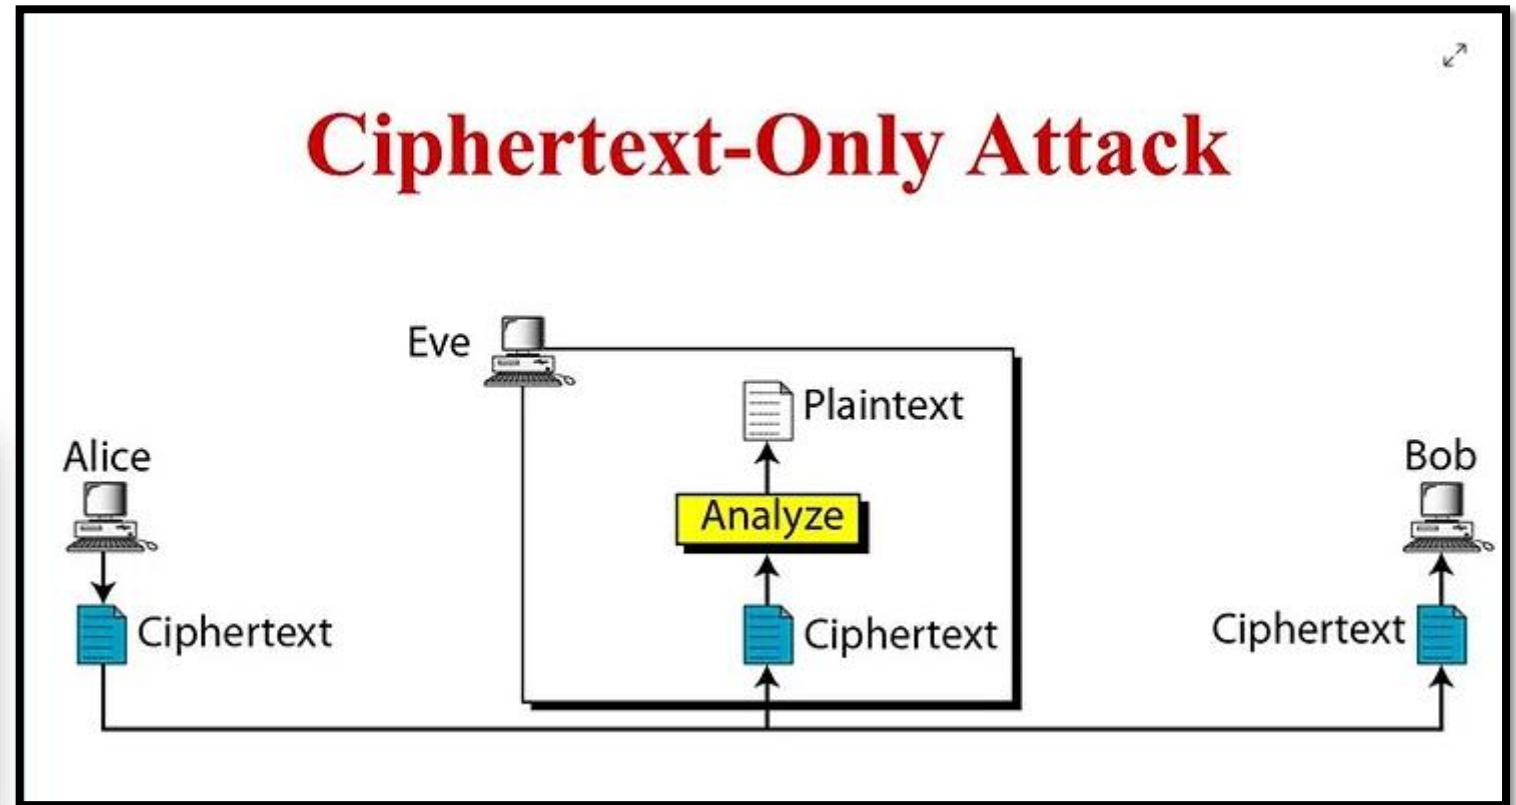 Ciphertext-Only Attack
Eve
Plaintext
Alice
Bob
Analyze
Ciphertext
Ciphertext
Ciphertext